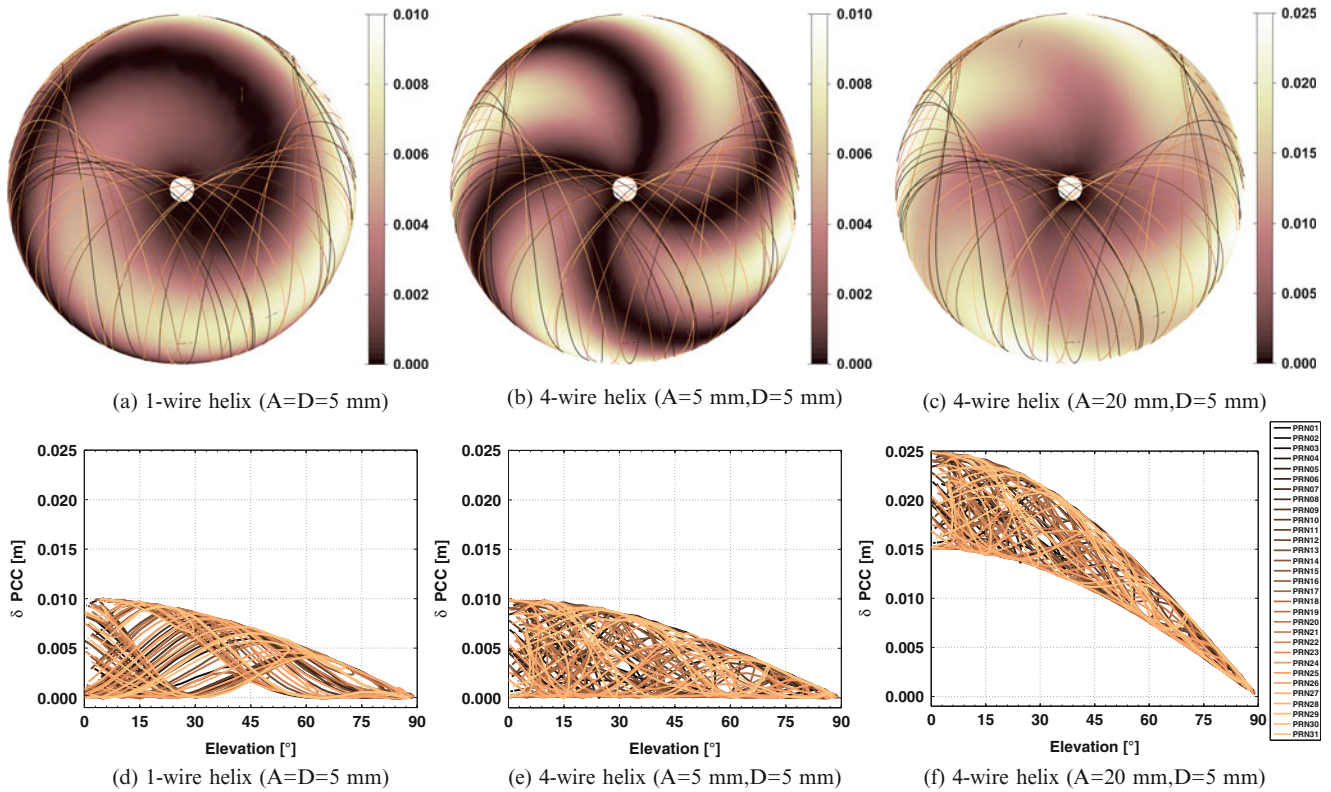 0.010
0.008
0.006
0.004
0.002
0.000
(a) 1-wire helix (A=D=5 mm)
0.010
0.008
0.006
0.004
0.002
0.000
(b) 4-wire helix (A=5 mm,D=5 mm)
0.025
0.020
0.015
0.010
0.005
0.000
(c) 4-wire helix (A=20 mm,D=5 mm)
δ PCC [m]
0.025
0.020
0.015
0.010
0.005
0.000
0 15 30 45 60 75 90
Elevation [°]
(d) 1-wire helix (A=D=5 mm)
δ PCC [m]
0.025
0.020
0.015
0.010
0.005
0.000
0 15 30 45 60 75 90
Elevation [°]
(e) 4-wire helix (A=5 mm,D=5 mm)
δ PCC [m]
0.025
0.020
0.015
0.010
0.005
0.000
0 15 30 45 60 75 90
Elevation [°]
(f) 4-wire helix (A=20 mm,D=5 mm)
PRN01
PRN02
PRN03
PRN04
PRN05
PRN06
PRN07
PRN08
PRN09
PRN10
PRN11
PRN12
PRN13
PRN14
PRN15
PRN16
PRN17
PRN18
PRN19
PRN20
PRN21
PRN22
PRN23
PRN24
PRN25
PRN26
PRN27
PRN28
PRN29
PRN30
PRN31